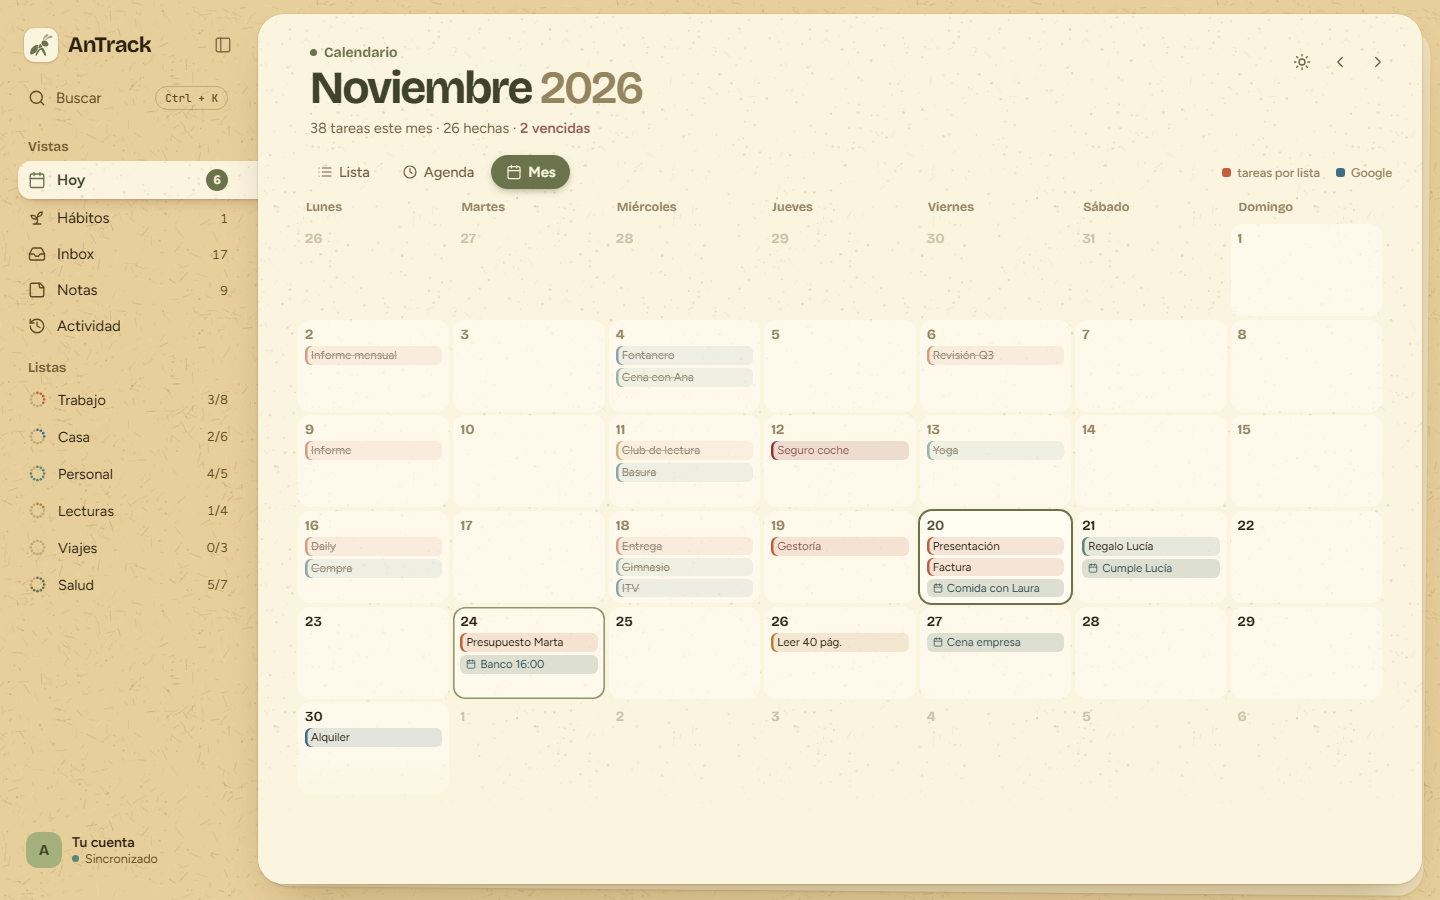 AnTrack
Buscar
Ctrl + K
Vistas
Hoy 6
Hábitos 1
Inbox 17
Notas 9
Actividad
Listas
Trabajo 3/8
Casa 2/6
Personal 4/5
Lecturas 1/4
Viajes 0/3
Salud 5/7
A
Tu cuenta
Sincronizado
Calendario
Noviembre 2026
38 tareas este mes · 26 hechas · 2 vencidas
Lista Agenda Mes
tareas por lista Google
Lunes Martes Miércoles Jueves Viernes Sábado Domingo
26 27 28 29 30 31 1
2 3 4 5 6 7 8
Informe mensual Fontanero Revisión Q3
Cena con Ana
9 10 11 12 13 14 15
Informe Club de lectura Seguro coche Yoga
Basura
16 17 18 19 20 21 22
Daily Entrega Gestoría Presentación Regalo Lucía
Compra Gimnasio Factura Cumple Lucía
ITV Comida con Laura
23 24 25 26 27 28 29
Presupuesto Marta Leer 40 pág. Cena empresa
Banco 16:00
30 1 2 3 4 5 6
Alquiler